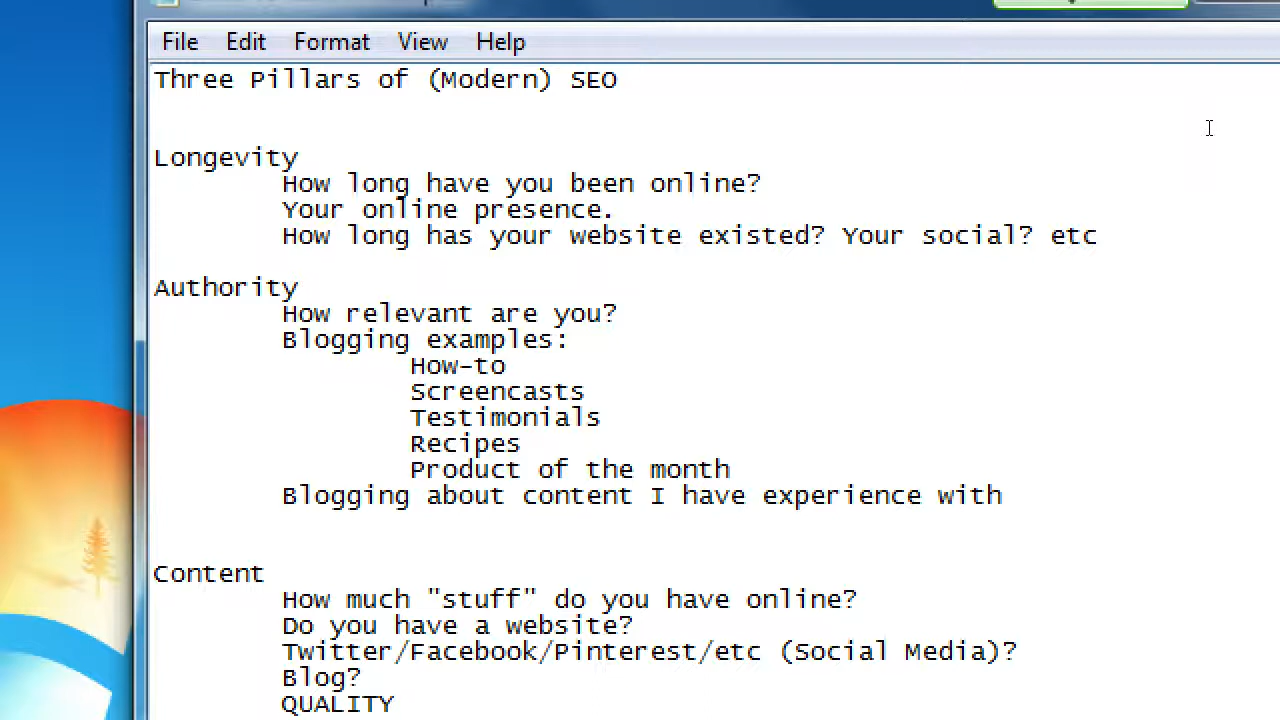 File Edit Format View Help
Three Pillars of (Modern) SEO
Longevity
How long have you been online?
Your online presence.
How long has your website existed? Your social? etc
Authority
How relevant are you?
Blogging examples:
How-to
Screencasts
Testimonials
Recipes
Product of the month
Blogging about content I have experience with
Content
How much "stuff" do you have online?
Do you have a website?
Twitter/Facebook/Pinterest/etc (Social Media)?
Blog?
QUALITY